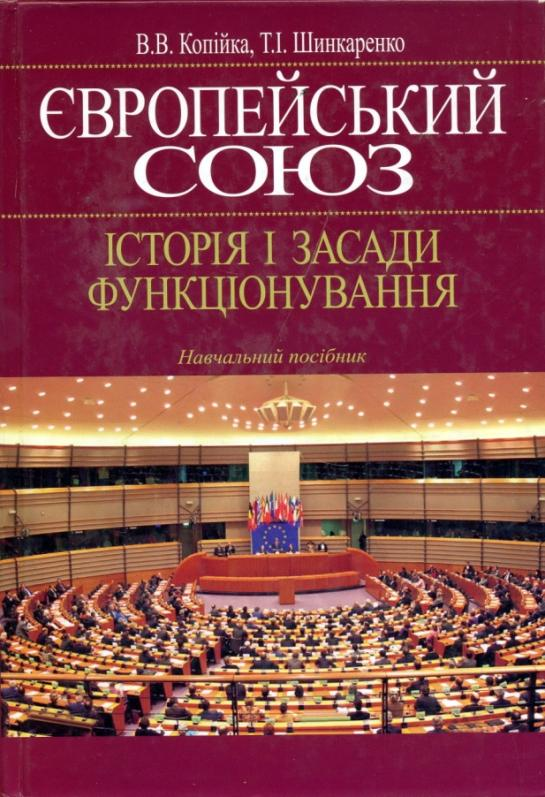 В.В. Копійка, Т.І. Шинкаренко
ЄВРОПЕЙСЬКИЙ
СОЮЗ
ІСТОРІЯ І ЗАСАДИ
ФУНКЦІОНУВАННЯ
Навчальний посібник